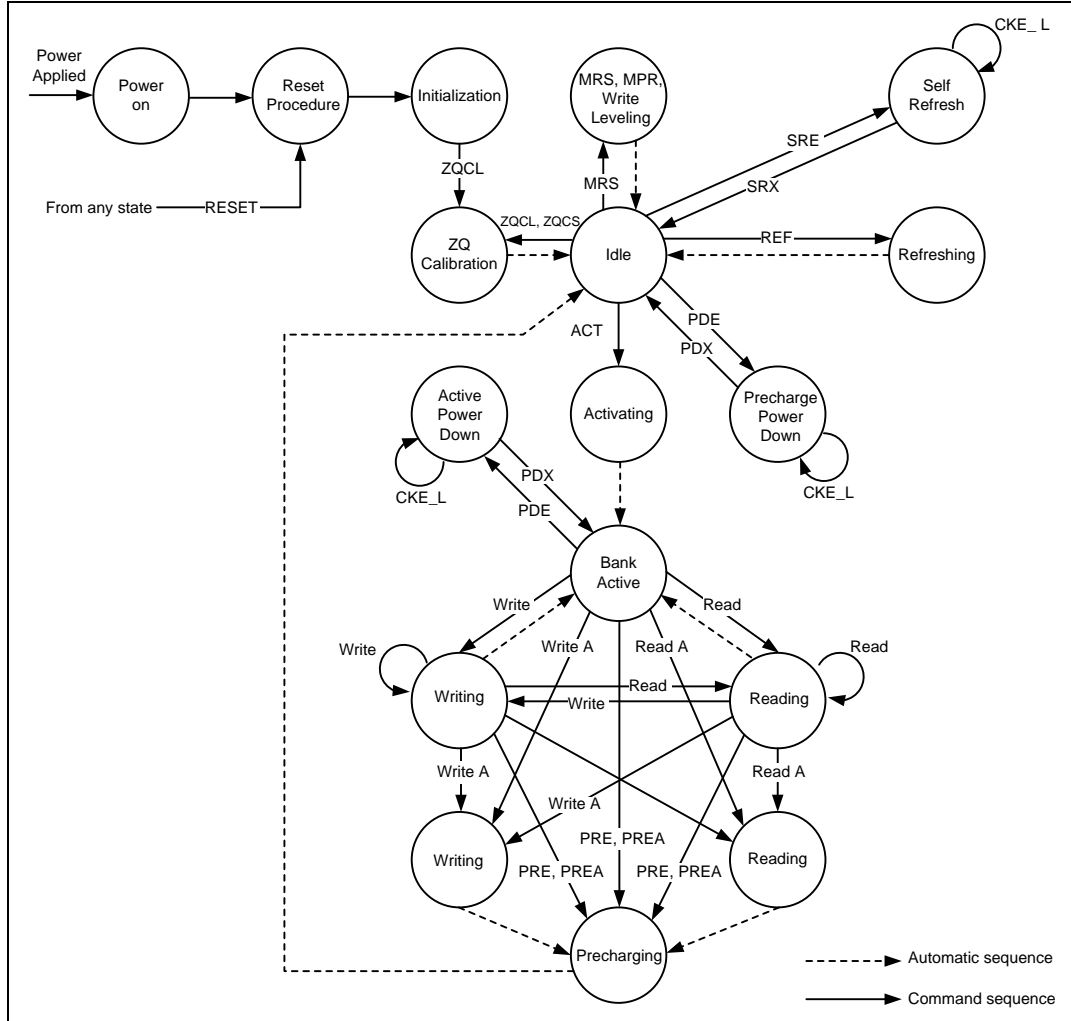 Power
Applied
Power
on
Reset
Procedure
Initialization
MRS, MPR,
Write
Leveling
CKE_ L
Self
Refresh
ZQCL
From any state
RESET
MRS
SRE
SRX
ZQCL, ZQCS
ZQ
Calibration
Idle
REF
Refreshing
ACT
PDE
PDX
Active
Power
Down
Activating
Precharge
Power
Down
CKE_L
PDX
PDE
CKE_L
Bank
Active
Write
Read
Write A
Read A
Write
Read
Writing
Read
Write
Reading
Write A
Read A
Write A
Writing
PRE, PREA
Reading
PRE, PREA
PRE, PREA
Precharging
Automatic sequence
Command sequence